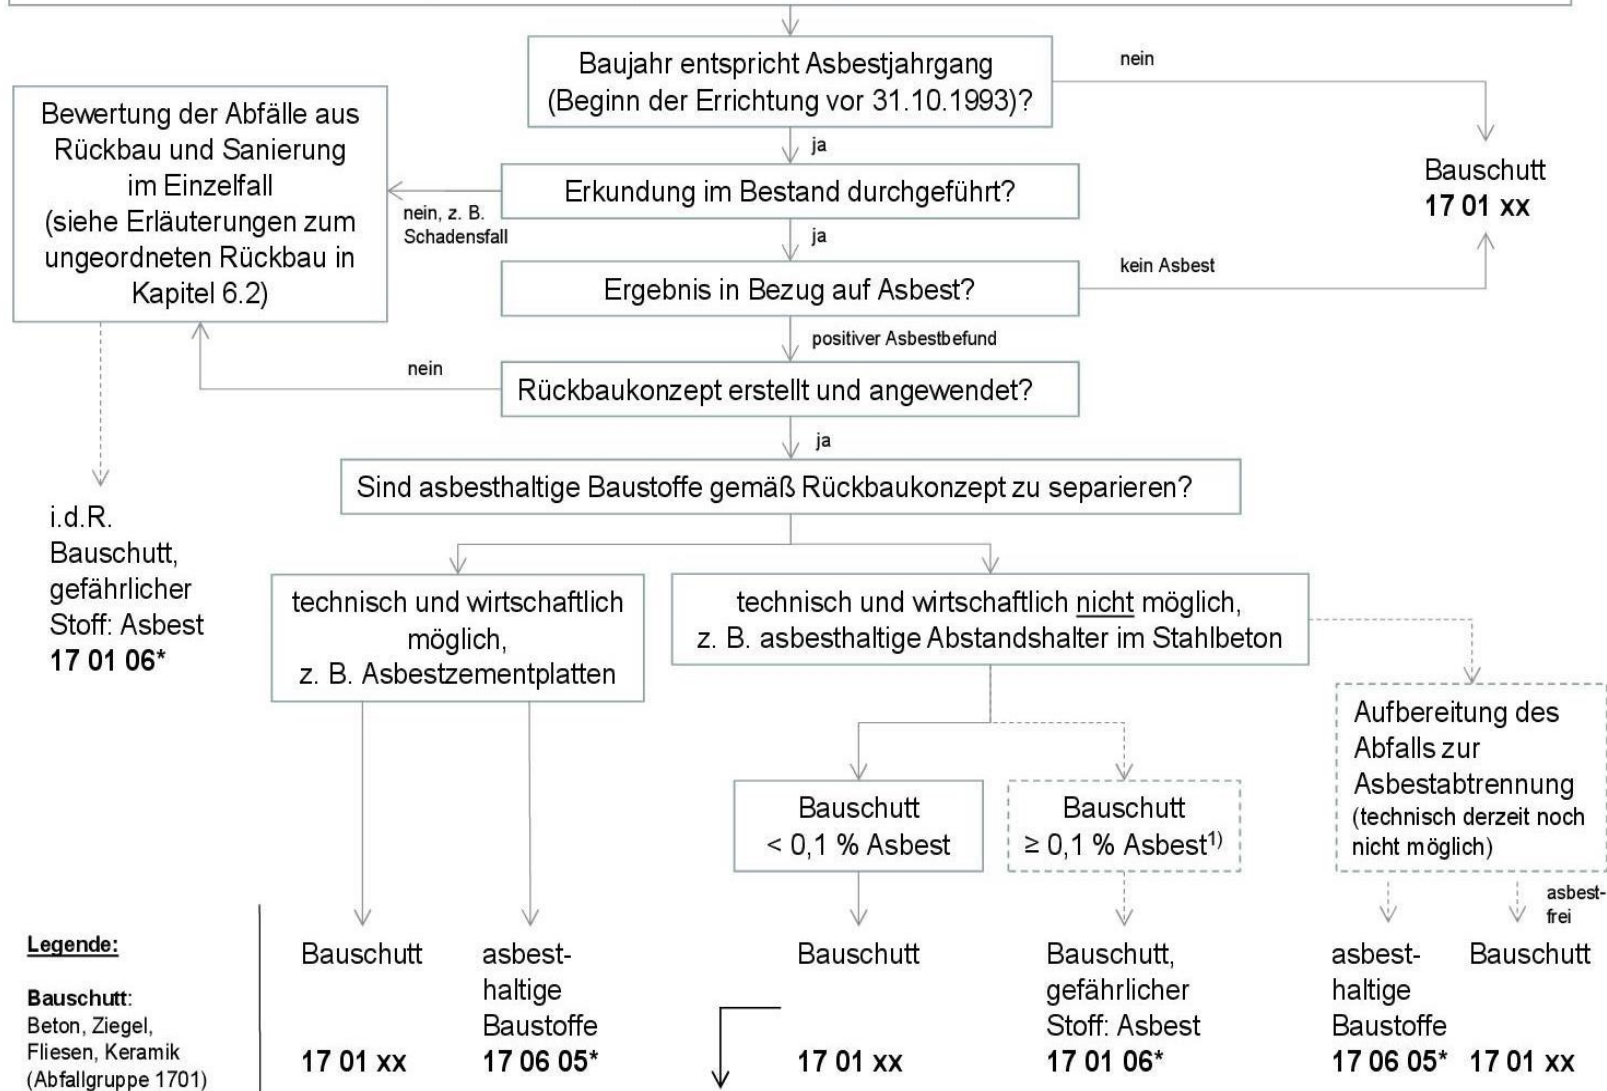 Baujahr entspricht Asbestjahrgang
(Beginn der Errichtung vor 31.10.1993)?
nein
ja
Bewertung der Abfälle aus
Rückbau und Sanierung
im Einzelfall
(siehe Erläuterungen zum
ungeordneten Rückbau in
Kapitel 6.2)
Erkundung im Bestand durchgeführt?
nein, z. B.
Schadensfall
ja
Bauschutt
17 01 xx
Ergebnis in Bezug auf Asbest?
kein Asbest
positiver Asbestbefund
Rückbaukonzept erstellt und angewendet?
nein
ja
Sind asbesthaltige Baustoffe gemäß Rückbaukonzept zu separieren?
i.d.R.
Bauschutt,
gefährlicher
Stoff: Asbest
17 01 06*
technisch und wirtschaftlich
möglich,
z. B. Asbestzementplatten
technisch und wirtschaftlich nicht möglich,
z. B. asbesthaltige Abstandshalter im Stahlbeton
Aufbereitung des
Abfalls zur
Asbestabtrennung
(technisch derzeit noch
nicht möglich)
Bauschutt
< 0,1 % Asbest
Bauschutt
≥ 0,1 % Asbest1)
asbest-
frei
Legende:
Bauschutt:
Beton, Ziegel,
Fliesen, Keramik
(Abfallgruppe 1701)
Bauschutt
17 01 xx
asbest-
haltige
Baustoffe
17 06 05*
Bauschutt
17 01 xx
Bauschutt,
gefährlicher
Stoff: Asbest
17 01 06*
asbest-
haltige
Baustoffe
17 06 05*
Bauschutt
17 01 xx